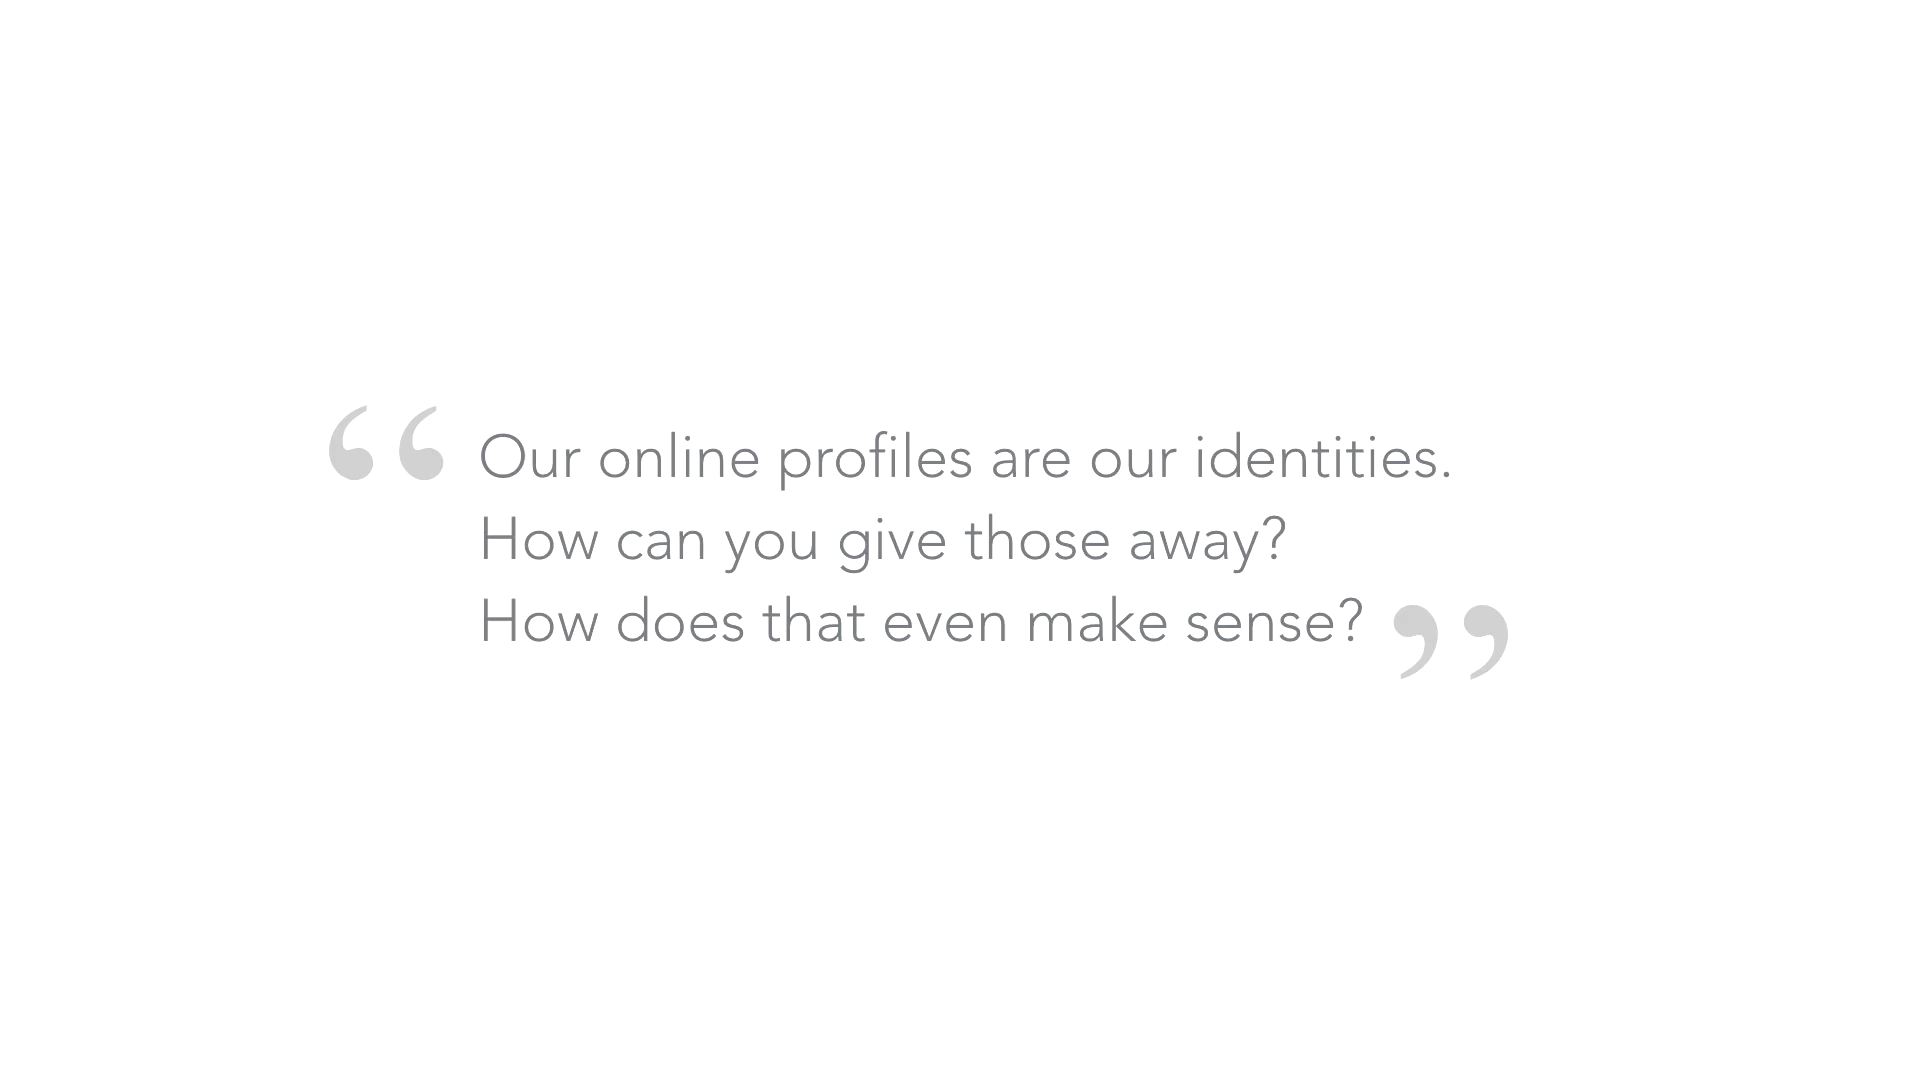 “Our online profiles are our identities.
How can you give those away?
How does that even make sense?”